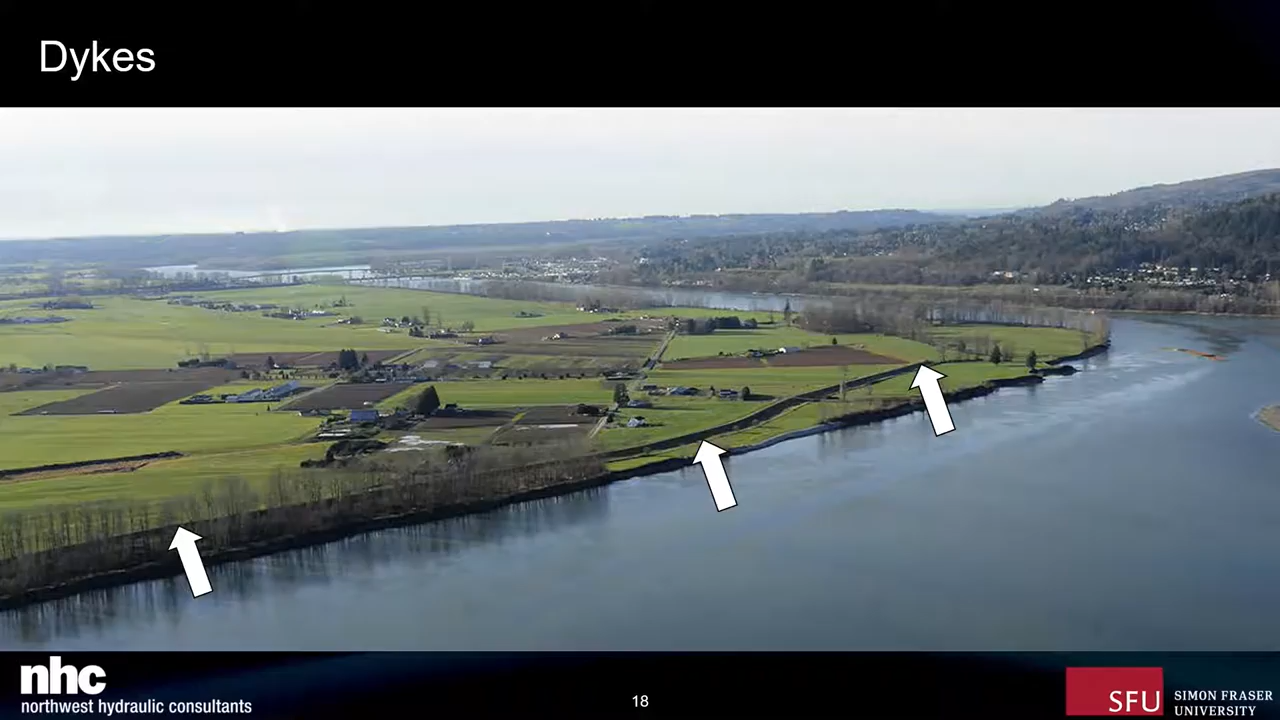 Dykes
nhc
northwest hydraulic consultants
18
SFU
SIMON FRASER
UNIVERSITY